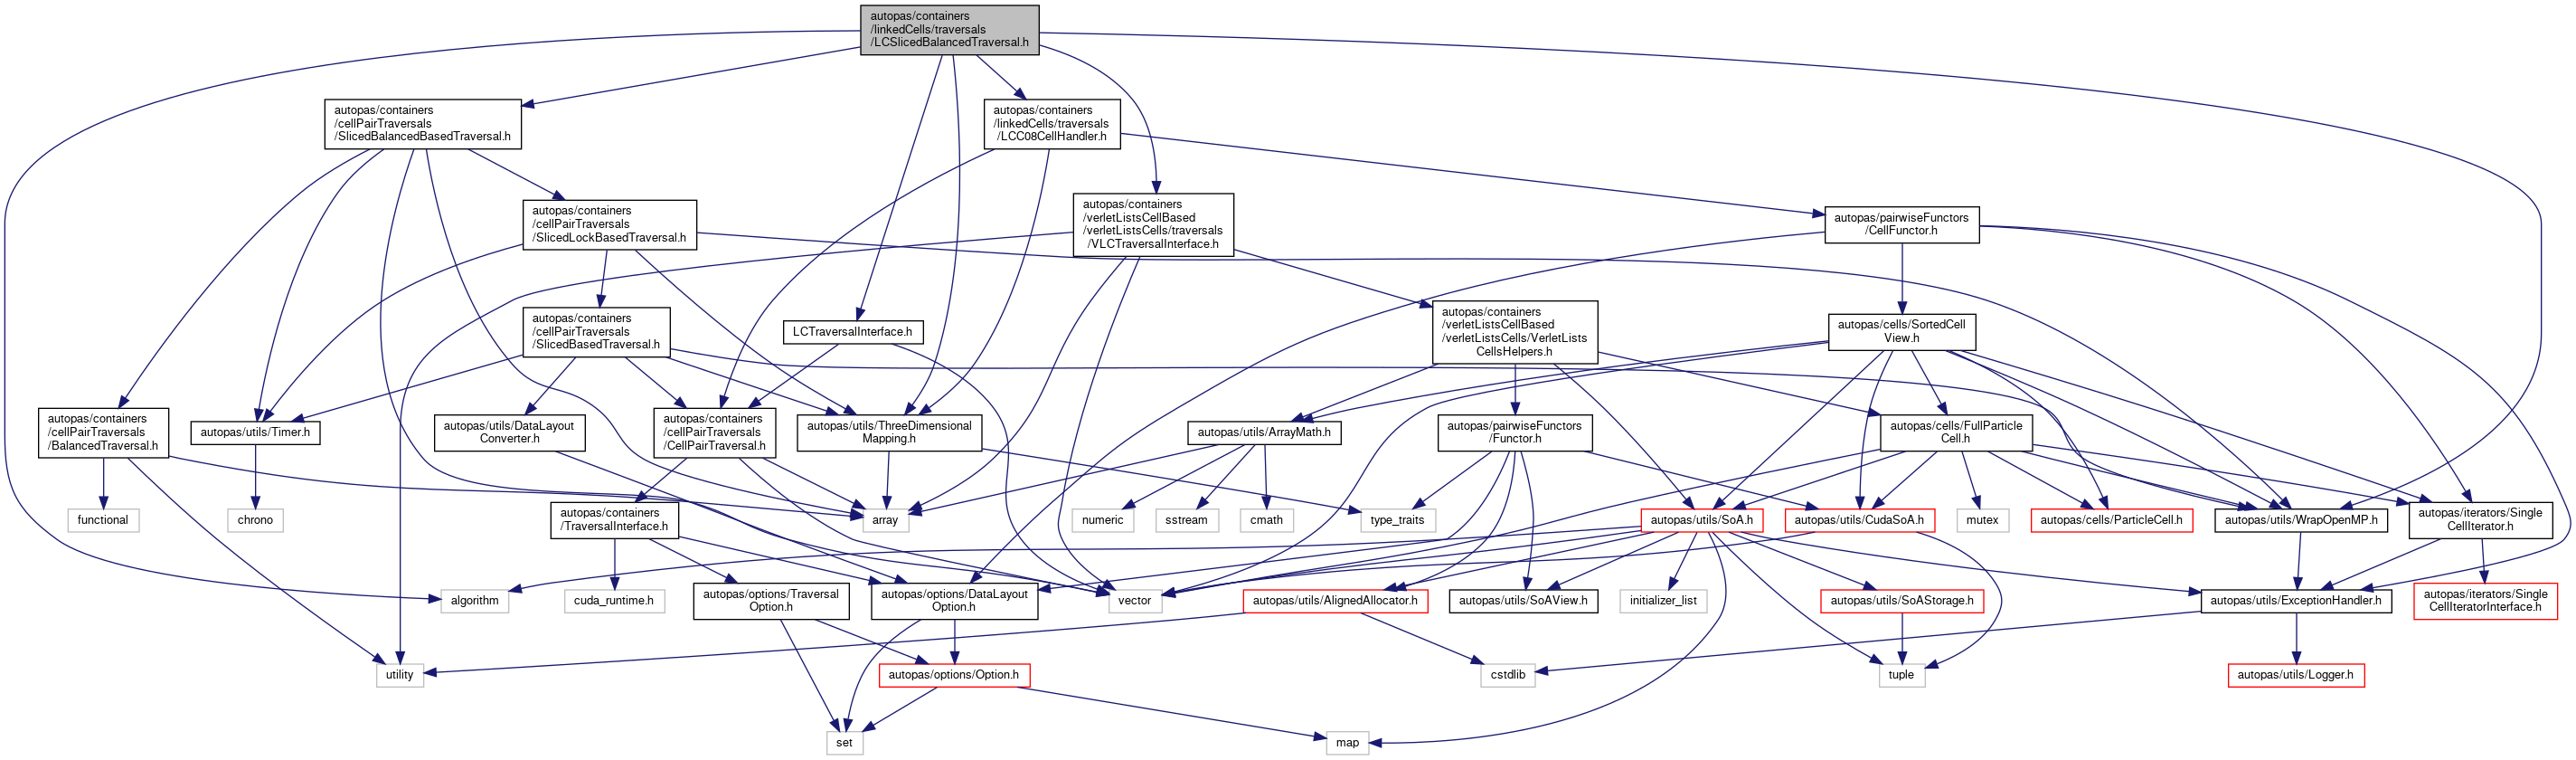 autopas/containers
/linkedCells/traversals
/LCSlicedBalancedTraversal.h
autopas/containers
/cellPairTraversals
/SlicedBalancedBasedTraversal.h
autopas/containers
/linkedCells/traversals
/LCC08CellHandler.h
autopas/containers
/cellPairTraversals
/SlicedLockBasedTraversal.h
autopas/containers
/verletListsCellBased
/verletListsCells/traversals
/VLCTraversalInterface.h
autopas/pairwiseFunctors
/CellFunctor.h
autopas/containers
/cellPairTraversals
/SlicedBasedTraversal.h
LCTraversalInterface.h
autopas/containers
/verletListsCellBased
/verletListsCells/VerletLists
CellsHelpers.h
autopas/cells/SortedCell
View.h
autopas/containers
/cellPairTraversals
/BalancedTraversal.h
autopas/utils/Timer.h
autopas/utils/DataLayout
Converter.h
autopas/containers
/cellPairTraversals
/CellPairTraversal.h
autopas/utils/ThreeDimensional
Mapping.h
autopas/utils/ArrayMath.h
autopas/pairwiseFunctors
/Functor.h
autopas/cells/FullParticle
Cell.h
functional
chrono
autopas/containers
/TraversalInterface.h
array
numeric
sstream
cmath
type_traits
autopas/utils/SoA.h
autopas/utils/CudaSoA.h
mutex
autopas/cells/ParticleCell.h
autopas/utils/WrapOpenMP.h
autopas/iterators/Single
CellIterator.h
algorithm
cuda_runtime.h
autopas/options/Traversal
Option.h
autopas/options/DataLayout
Option.h
vector
autopas/utils/AlignedAllocator.h
autopas/utils/SoAView.h
initializer_list
autopas/utils/SoAStorage.h
autopas/utils/ExceptionHandler.h
autopas/iterators/Single
CellIteratorInterface.h
utility
autopas/options/Option.h
cstdlib
tuple
autopas/utils/Logger.h
set
map